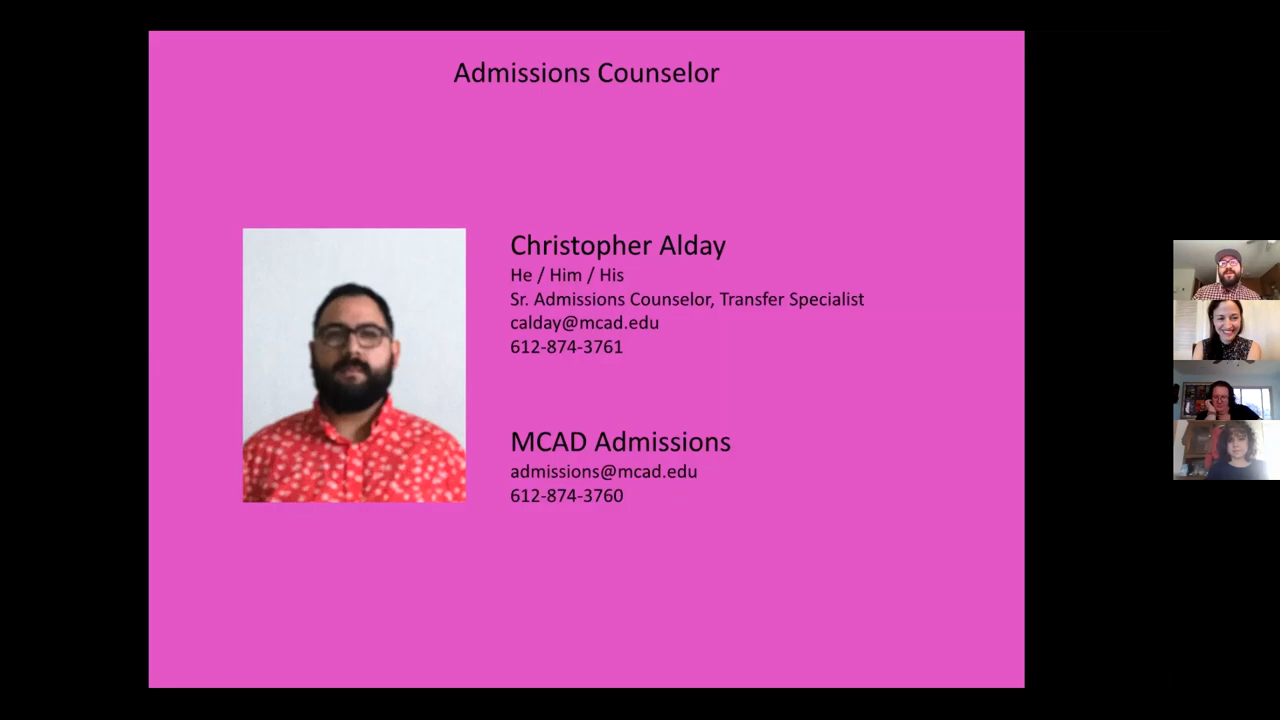 Admissions Counselor
Christopher Alday
He / Him / His
Sr. Admissions Counselor, Transfer Specialist
calday@mcad.edu
612-874-3761
MCAD Admissions
admissions@mcad.edu
612-874-3760